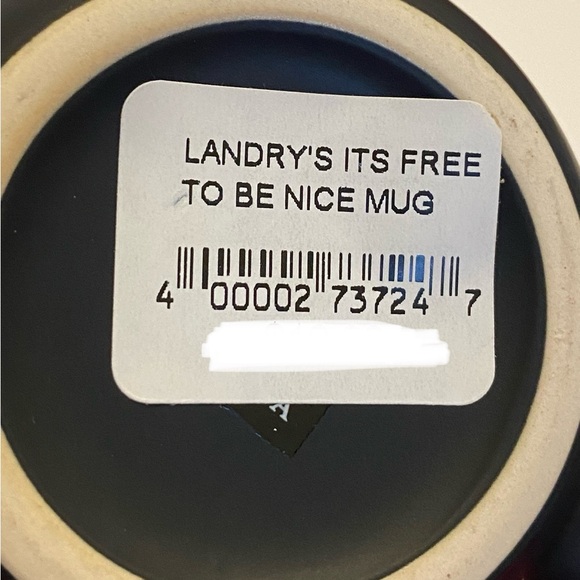 LANDRY'S ITS FREE
TO BE NICE MUG
4 00002 73724 7
A